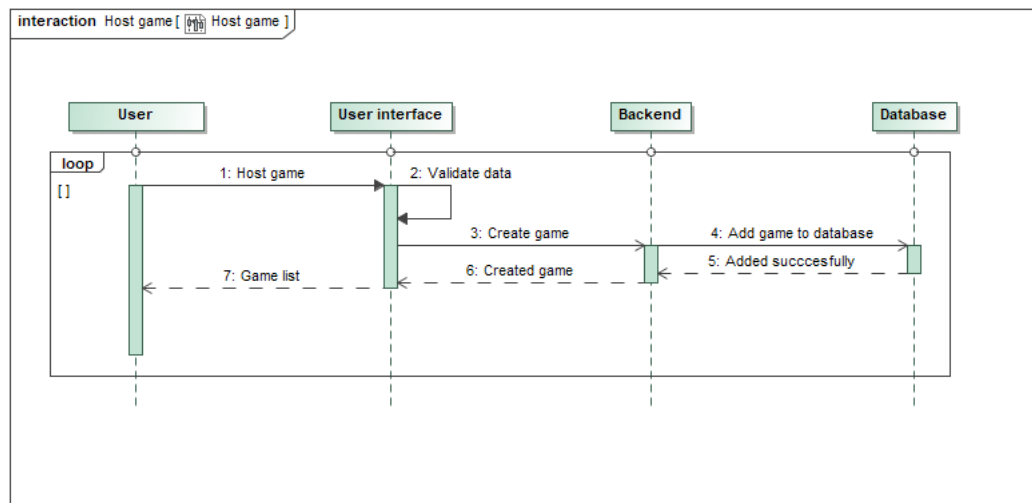 interaction Host game [ Host game ]
User
User interface
Backend
Database
loop
[ ]
1: Host game
2: Validate data
3: Create game
4: Add game to database
5: Added succcesfully
6: Created game
7: Game list